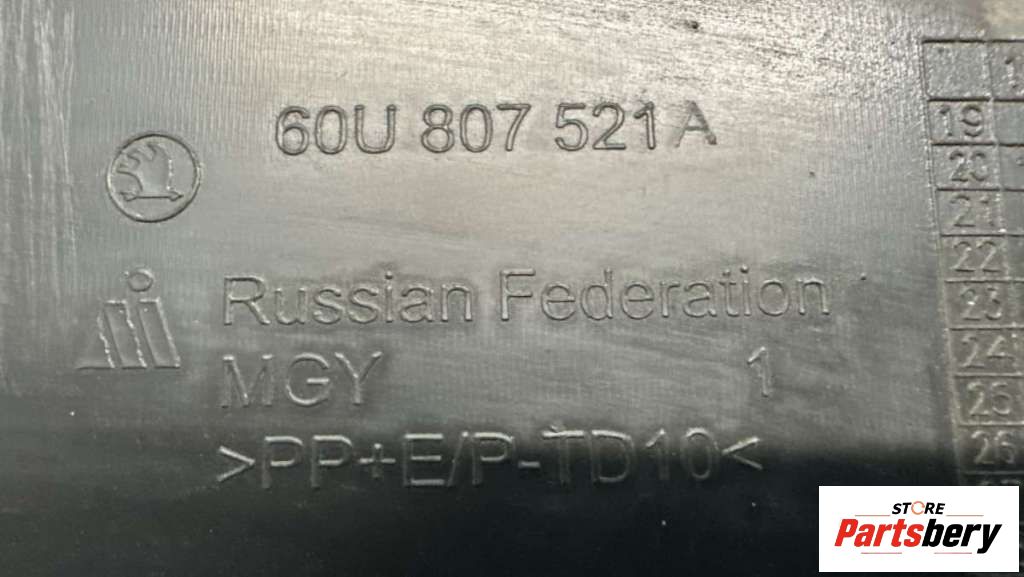 60U 807 521 A
Russian Federation
MGY 1
>PP+E/P-TD10<
19
20
21
22
23
24
25
26
STORE
Partsbery